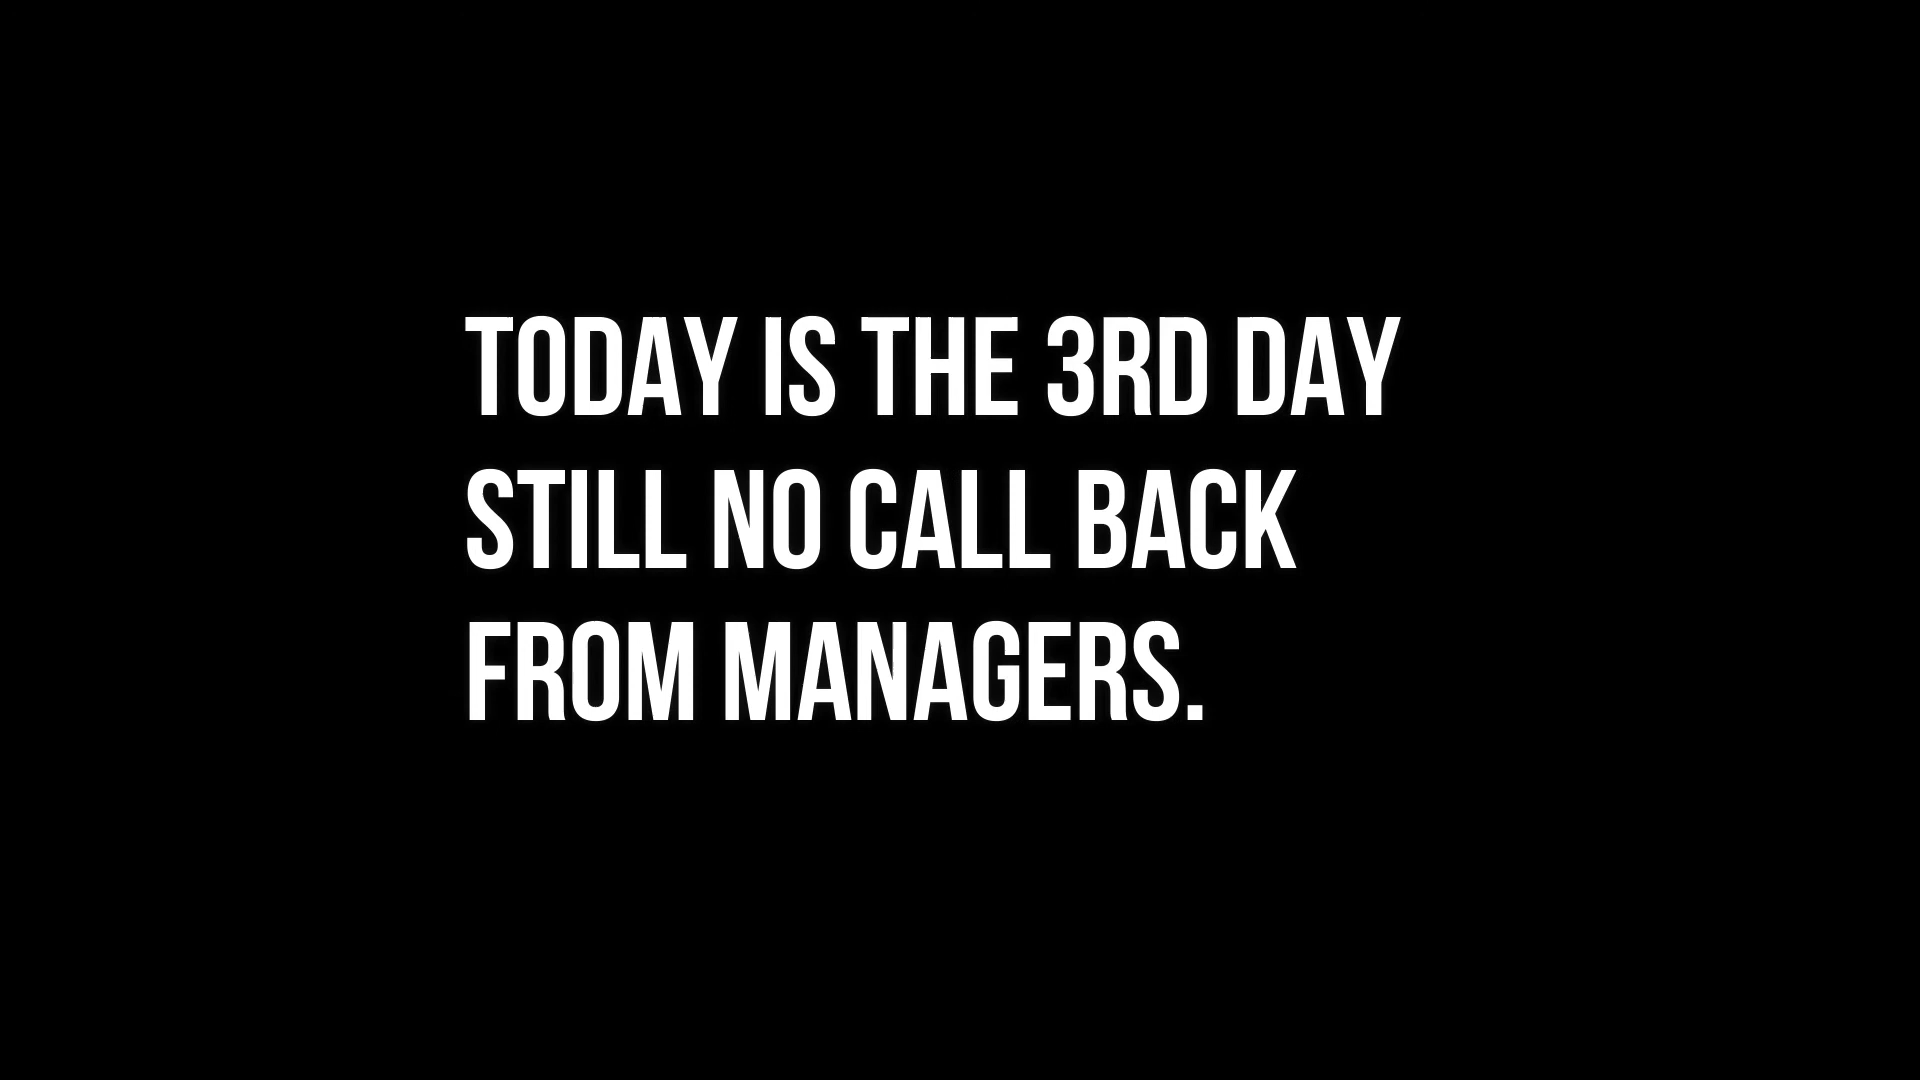 TODAY IS THE 3RD DAY
STILL NO CALL BACK
FROM MANAGERS.